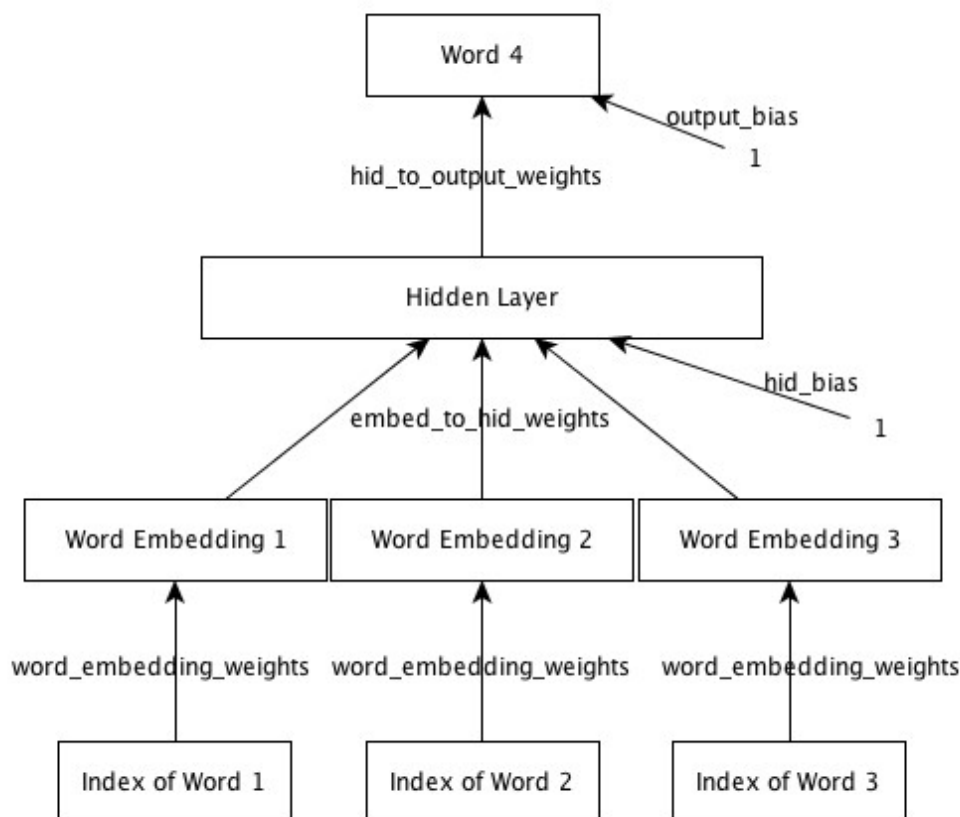 Word 4
output_bias
1
hid_to_output_weights
Hidden Layer
hid_bias
embed_to_hid_weights
1
Word Embedding 1
Word Embedding 2
Word Embedding 3
word_embedding_weights
word_embedding_weights
word_embedding_weights
Index of Word 1
Index of Word 2
Index of Word 3